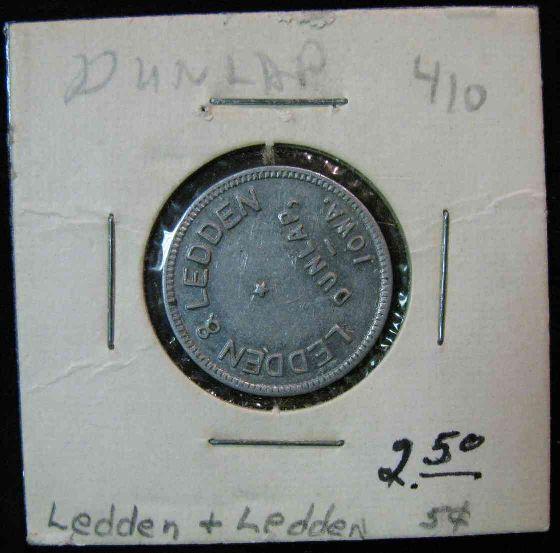 DUNLAP 410
LEDDEN & LEDDEN
DUNLAP,
IOWA.
2.50
Ledden + Ledden 5¢